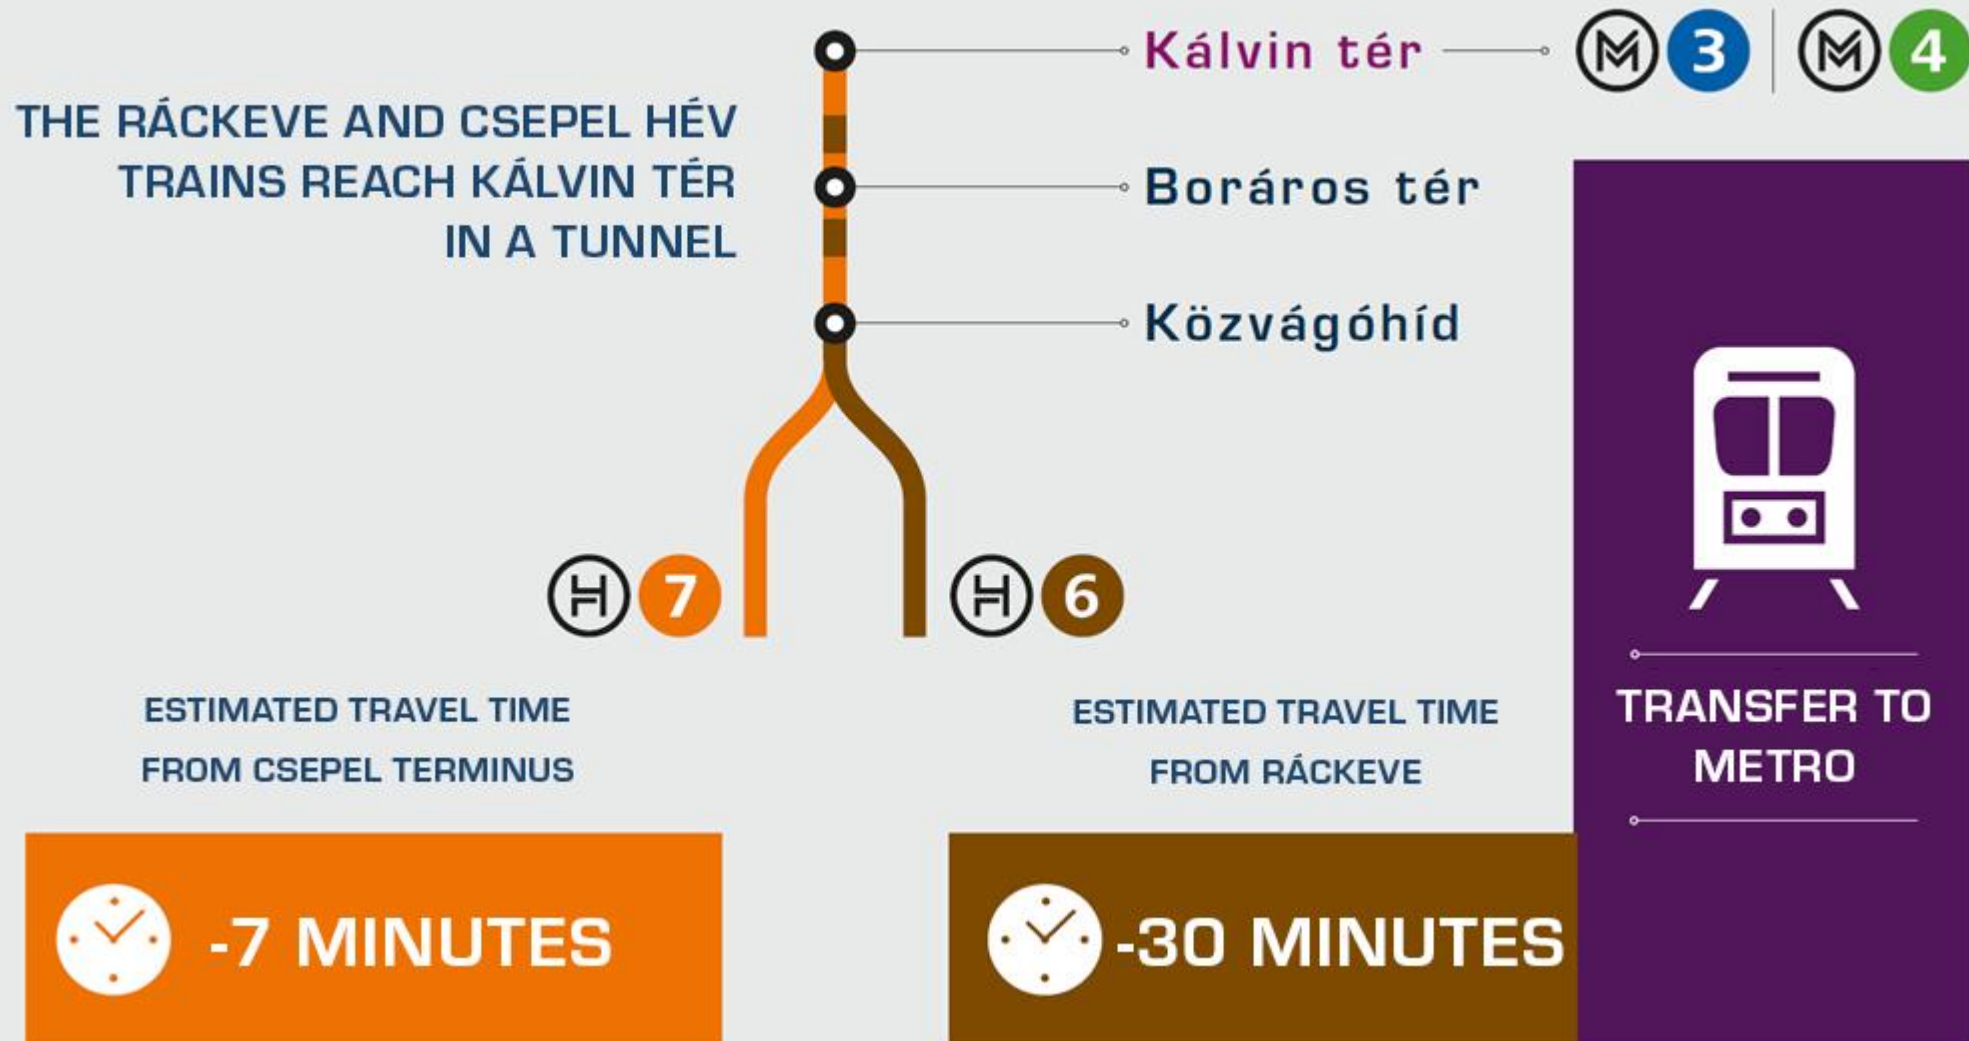 Kálvin tér
M 3 | M 4
THE RÁCKEVE AND CSEPEL HÉV
TRAINS REACH KÁLVIN TÉR
IN A TUNNEL
Boráros tér
Közvágóhíd
H 7
H 6
ESTIMATED TRAVEL TIME
FROM CSEPEL TERMINUS
-7 MINUTES
ESTIMATED TRAVEL TIME
FROM RÁCKEVE
-30 MINUTES
TRANSFER TO
METRO